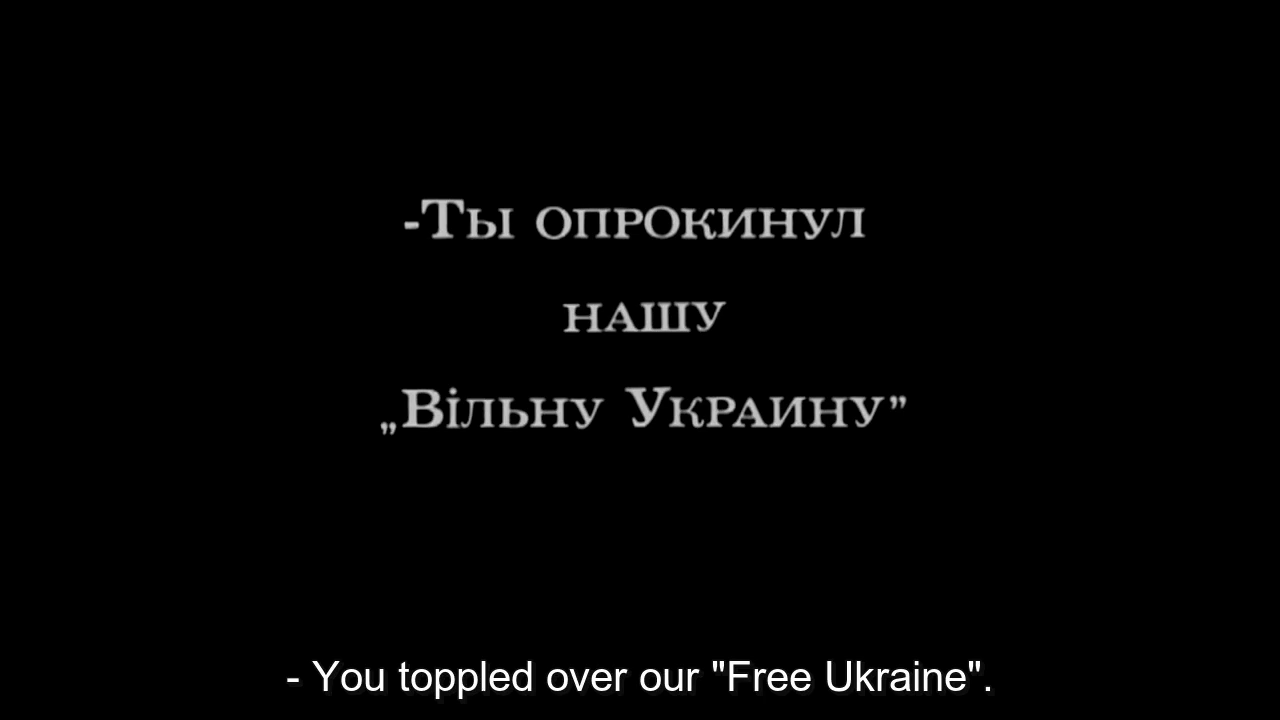 -Ты опрокинул
нашу
„Вільну Украину”
- You toppled over our "Free Ukraine".